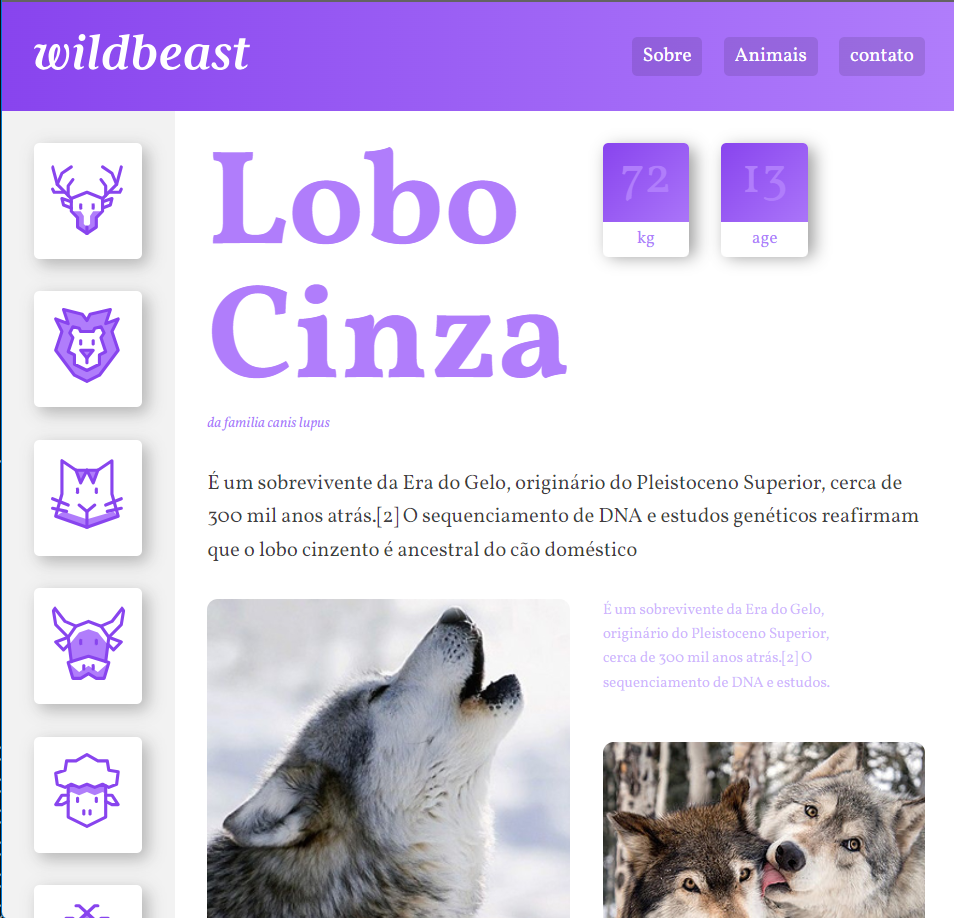 wildbeast
Sobre
Animais
contato
Lobo
Cinza
72
kg
13
age
da familia canis lupus
É um sobrevivente da Era do Gelo, originário do Pleistoceno Superior, cerca de
300 mil anos atrás.[2] O sequenciamento de DNA e estudos genéticos reafirmam
que o lobo cinzento é ancestral do cão doméstico
É um sobrevivente da Era do Gelo,
originário do Pleistoceno Superior,
cerca de 300 mil anos atrás.[2] O
sequenciamento de DNA e estudos.